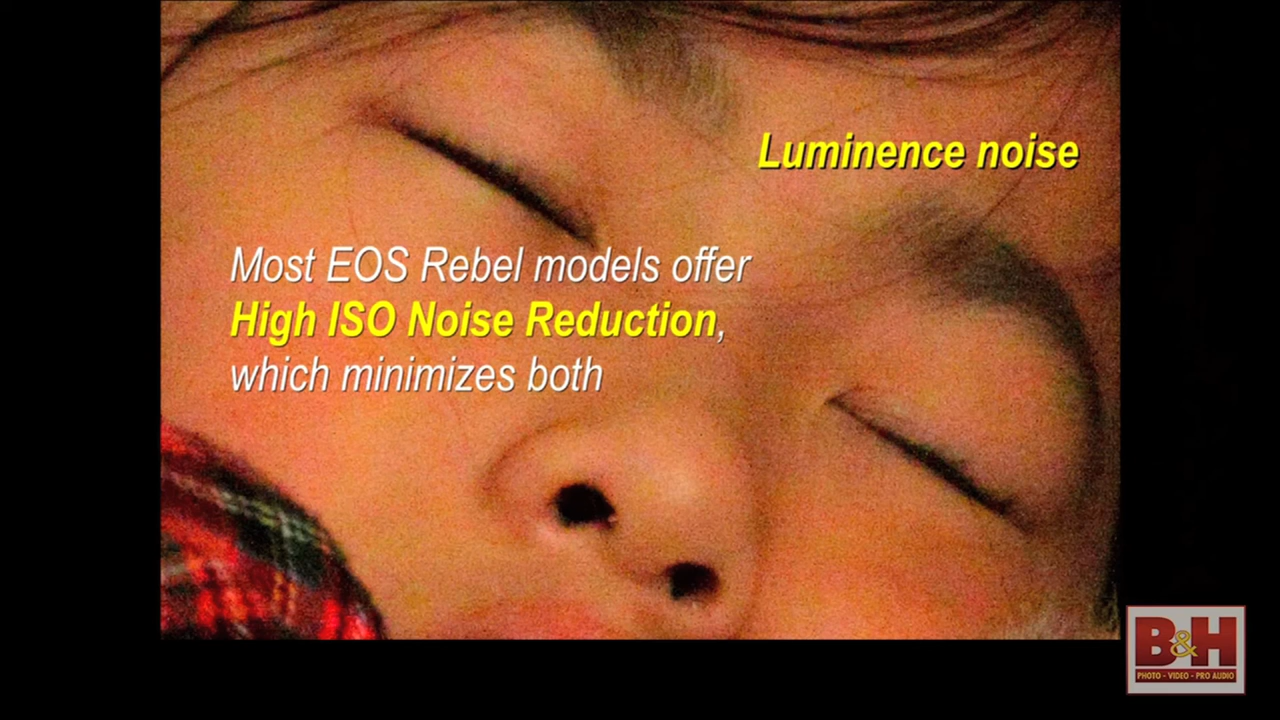 Luminence noise
Most EOS Rebel models offer
High ISO Noise Reduction,
which minimizes both
B&H
PHOTO - VIDEO - PRO AUDIO